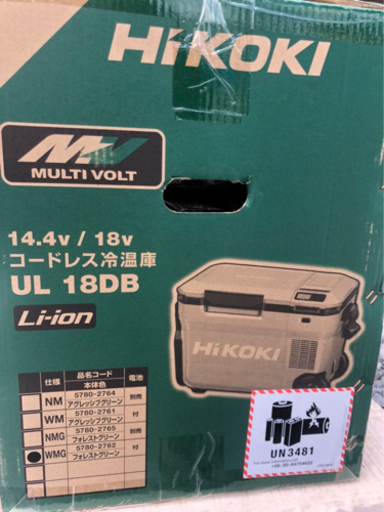 HiKOKI
MV
MULTI VOLT
14.4v / 18v
コードレス冷温庫
UL 18DB
Li-ion
HiKOKI
仕様 品名コード 本体色 電池
NM 5780-2764 アグレッシブグリーン 別売
WM 5780-2761 アグレッシブグリーン 付
NMG 5780-2765 フォレストグリーン 別売
WMG 5780-2762 フォレストグリーン 付
UN3481